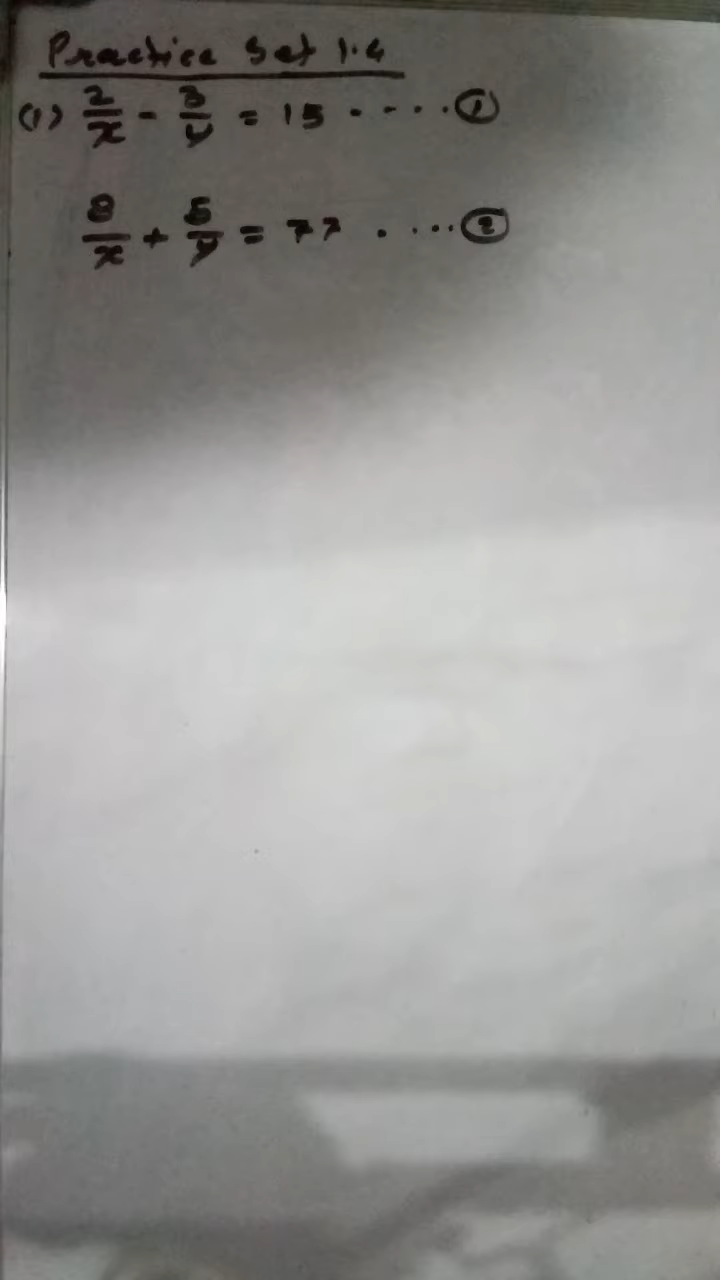 Practice Set 1.4
(1) 2/x - 3/y = 15 ..... ①
8/x + 5/y = 77 ..... ②